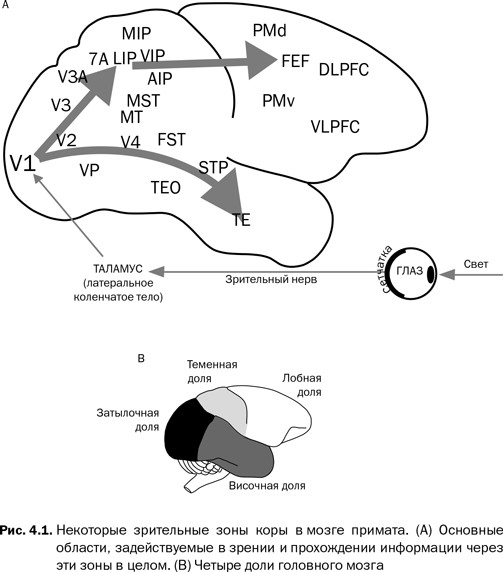 A
MIP
PMd
7A LIP VIP
FEF
V3A
AIP
DLPFC
V3
MST
PMv
MT
V2
V4
FST
VLPFC
V1
VP
STP
TEO
TE
ТАЛАМУС
(латеральное
коленчатое тело)
Зрительный нерв
сетчатка
ГЛАЗ
Свет
B
Теменная
доля
Лобная
доля
Затылочная
доля
Височная доля
Рис. 4.1. Некоторые зрительные зоны коры в мозге примата. (A) Основные
области, задействуемые в зрении и прохождении информации через
эти зоны в целом. (B) Четыре доли головного мозга